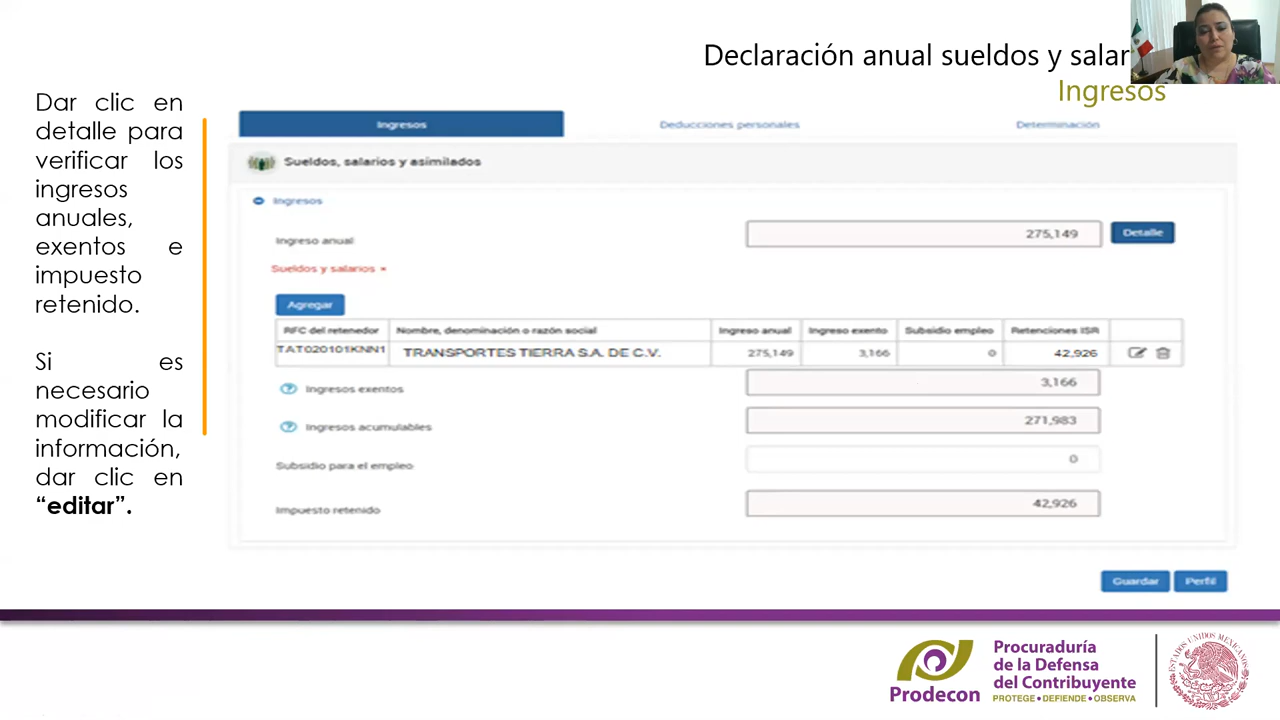 Declaración anual sueldos y salar
Ingresos
Dar clic en
detalle para
verificar los
ingresos
anuales,
exentos e
impuesto
retenido.
Si es
necesario
modificar la
información,
dar clic en
“editar”.
Ingresos Deducciones personales Determinación
Sueldos, salarios y asimilados
Ingresos
Ingreso anual 275,149 Detalle
Sueldos y salarios
Agregar
RFC del retenedor Nombre, denominación o razón social Ingreso anual Ingreso exento Subsidio empleo Retenciones ISR
TAT020101KNN1 TRANSPORTES TIERRA S.A. DE C.V. 275,149 3,166 0 42,926
Ingresos exentos 3,166
Ingresos acumulables 271,983
Subsidio para el empleo 0
Impuesto retenido 42,926
Guardar Perfil
Prodecon
Procuraduría
de la Defensa
del Contribuyente
PROTEGE • DEFIENDE • OBSERVA
ESTADOS UNIDOS MEXICANOS